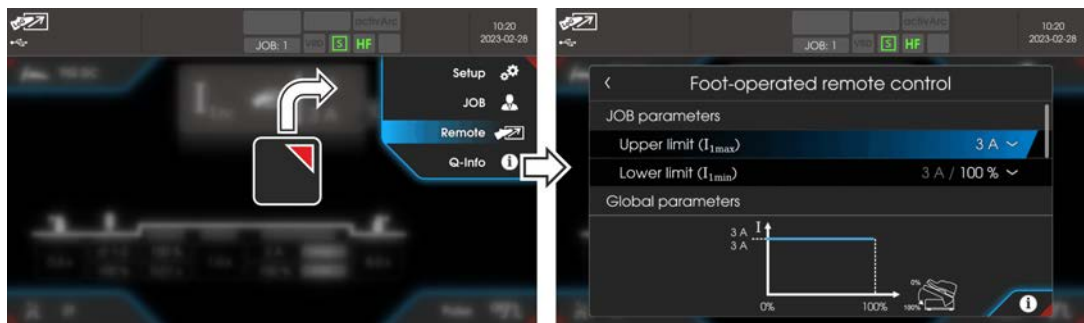 activArc
10:20
JOB: 1 VRD S HF
2023-02-28
Setup
JOB
Remote
Q-Info
activArc
10:20
JOB: 1 VRD S HF
2023-02-28
Foot-operated remote control
JOB parameters
Upper limit (I1max) 3 A
Lower limit (I1min) 3 A / 100 %
Global parameters
I
3 A
3 A
0%
100%
0%
100%